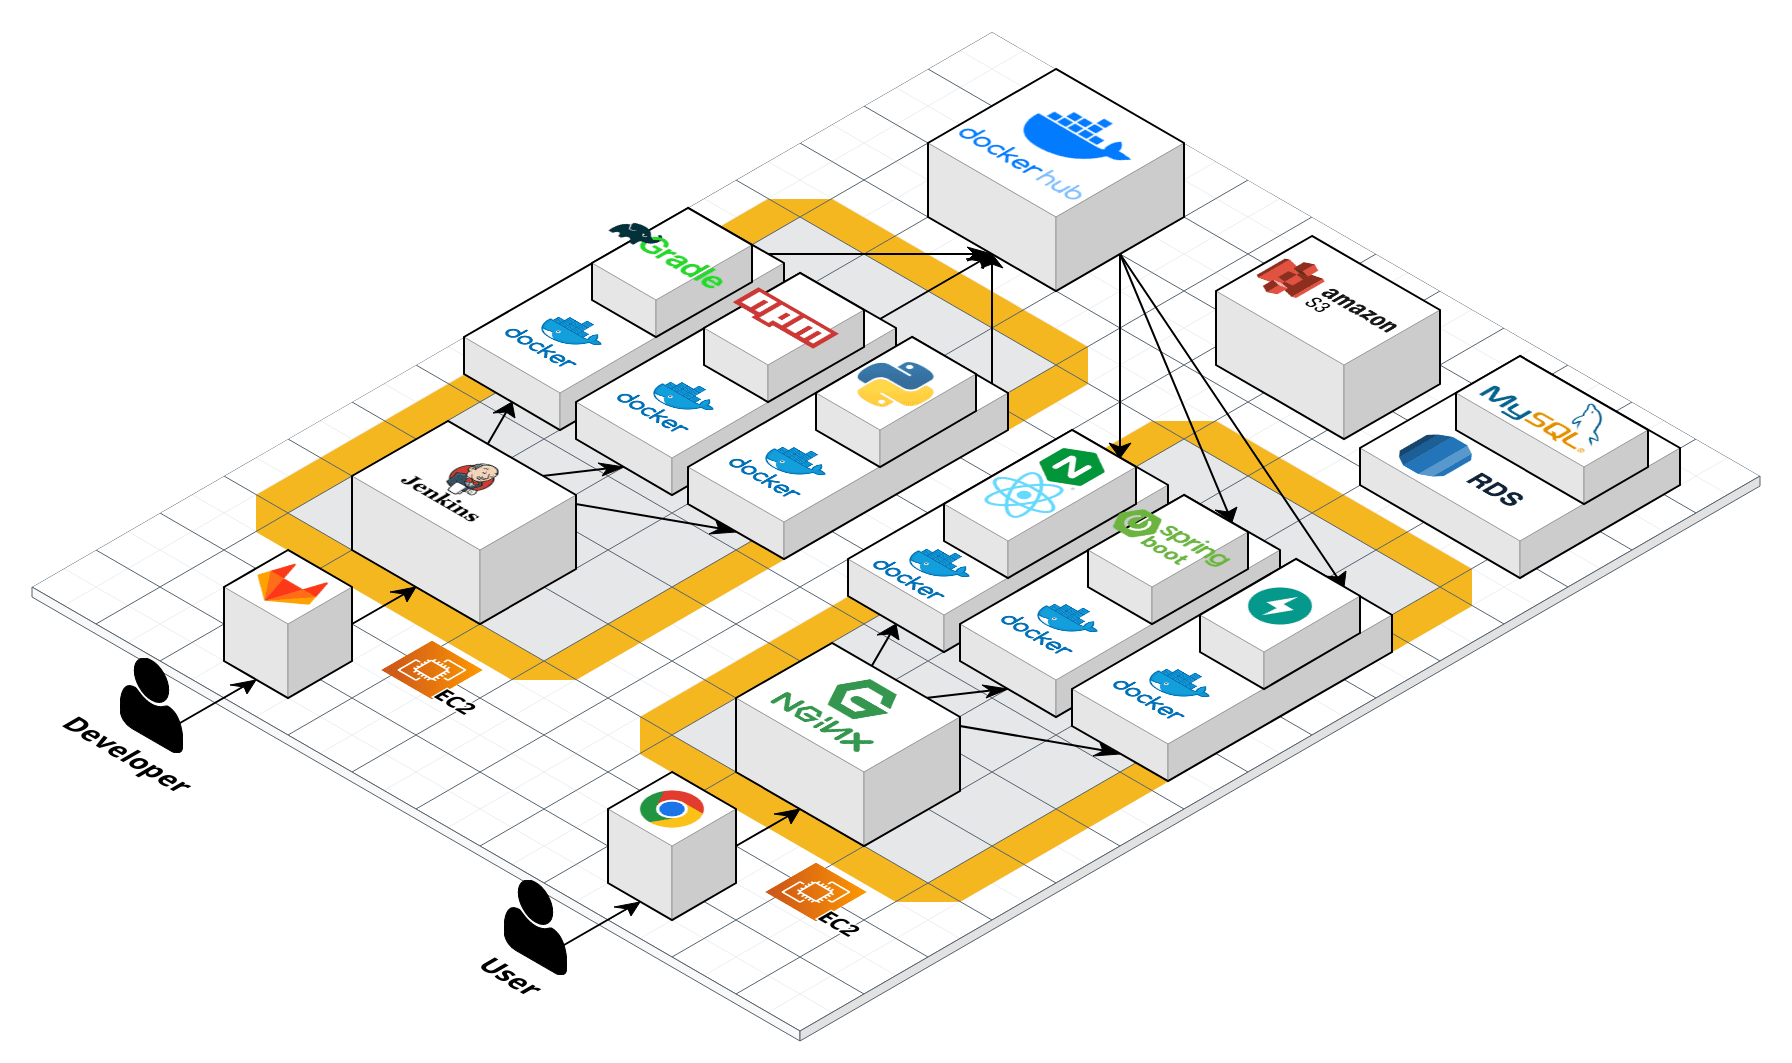 docker hub
Gradle
docker
npm
docker
docker
Jenkins
amazon
S3
MySQL
RDS
N
docker
spring
boot
docker
docker
NGiNX
EC2
Developer
EC2
User